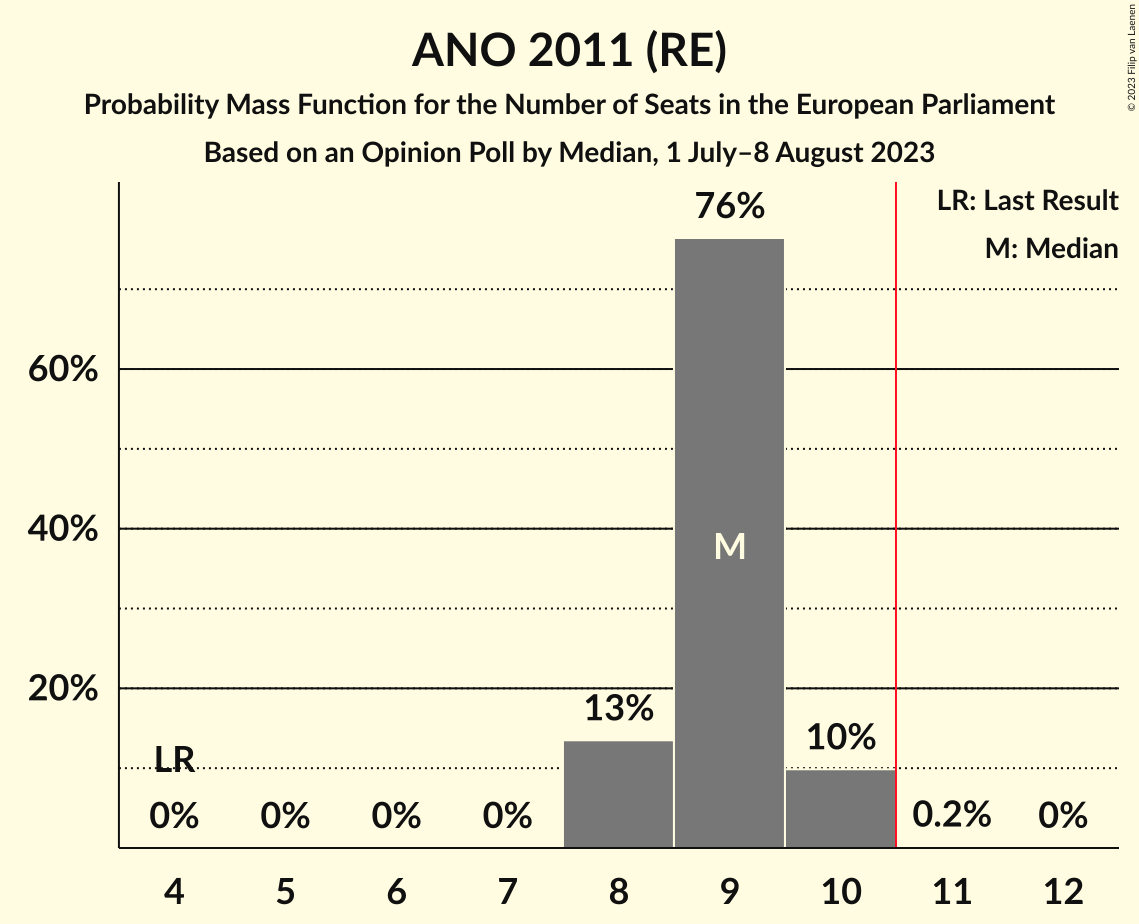 ANO 2011 (RE)
Probability Mass Function for the Number of Seats in the European Parliament
Based on an Opinion Poll by Median, 1 July–8 August 2023
© 2023 Filip van Laenen
LR: Last Result
M: Median
76%
60%
40%
M
20%
13%
10%
LR
0% 0% 0% 0% 0.2% 0%
4 5 6 7 8 9 10 11 12